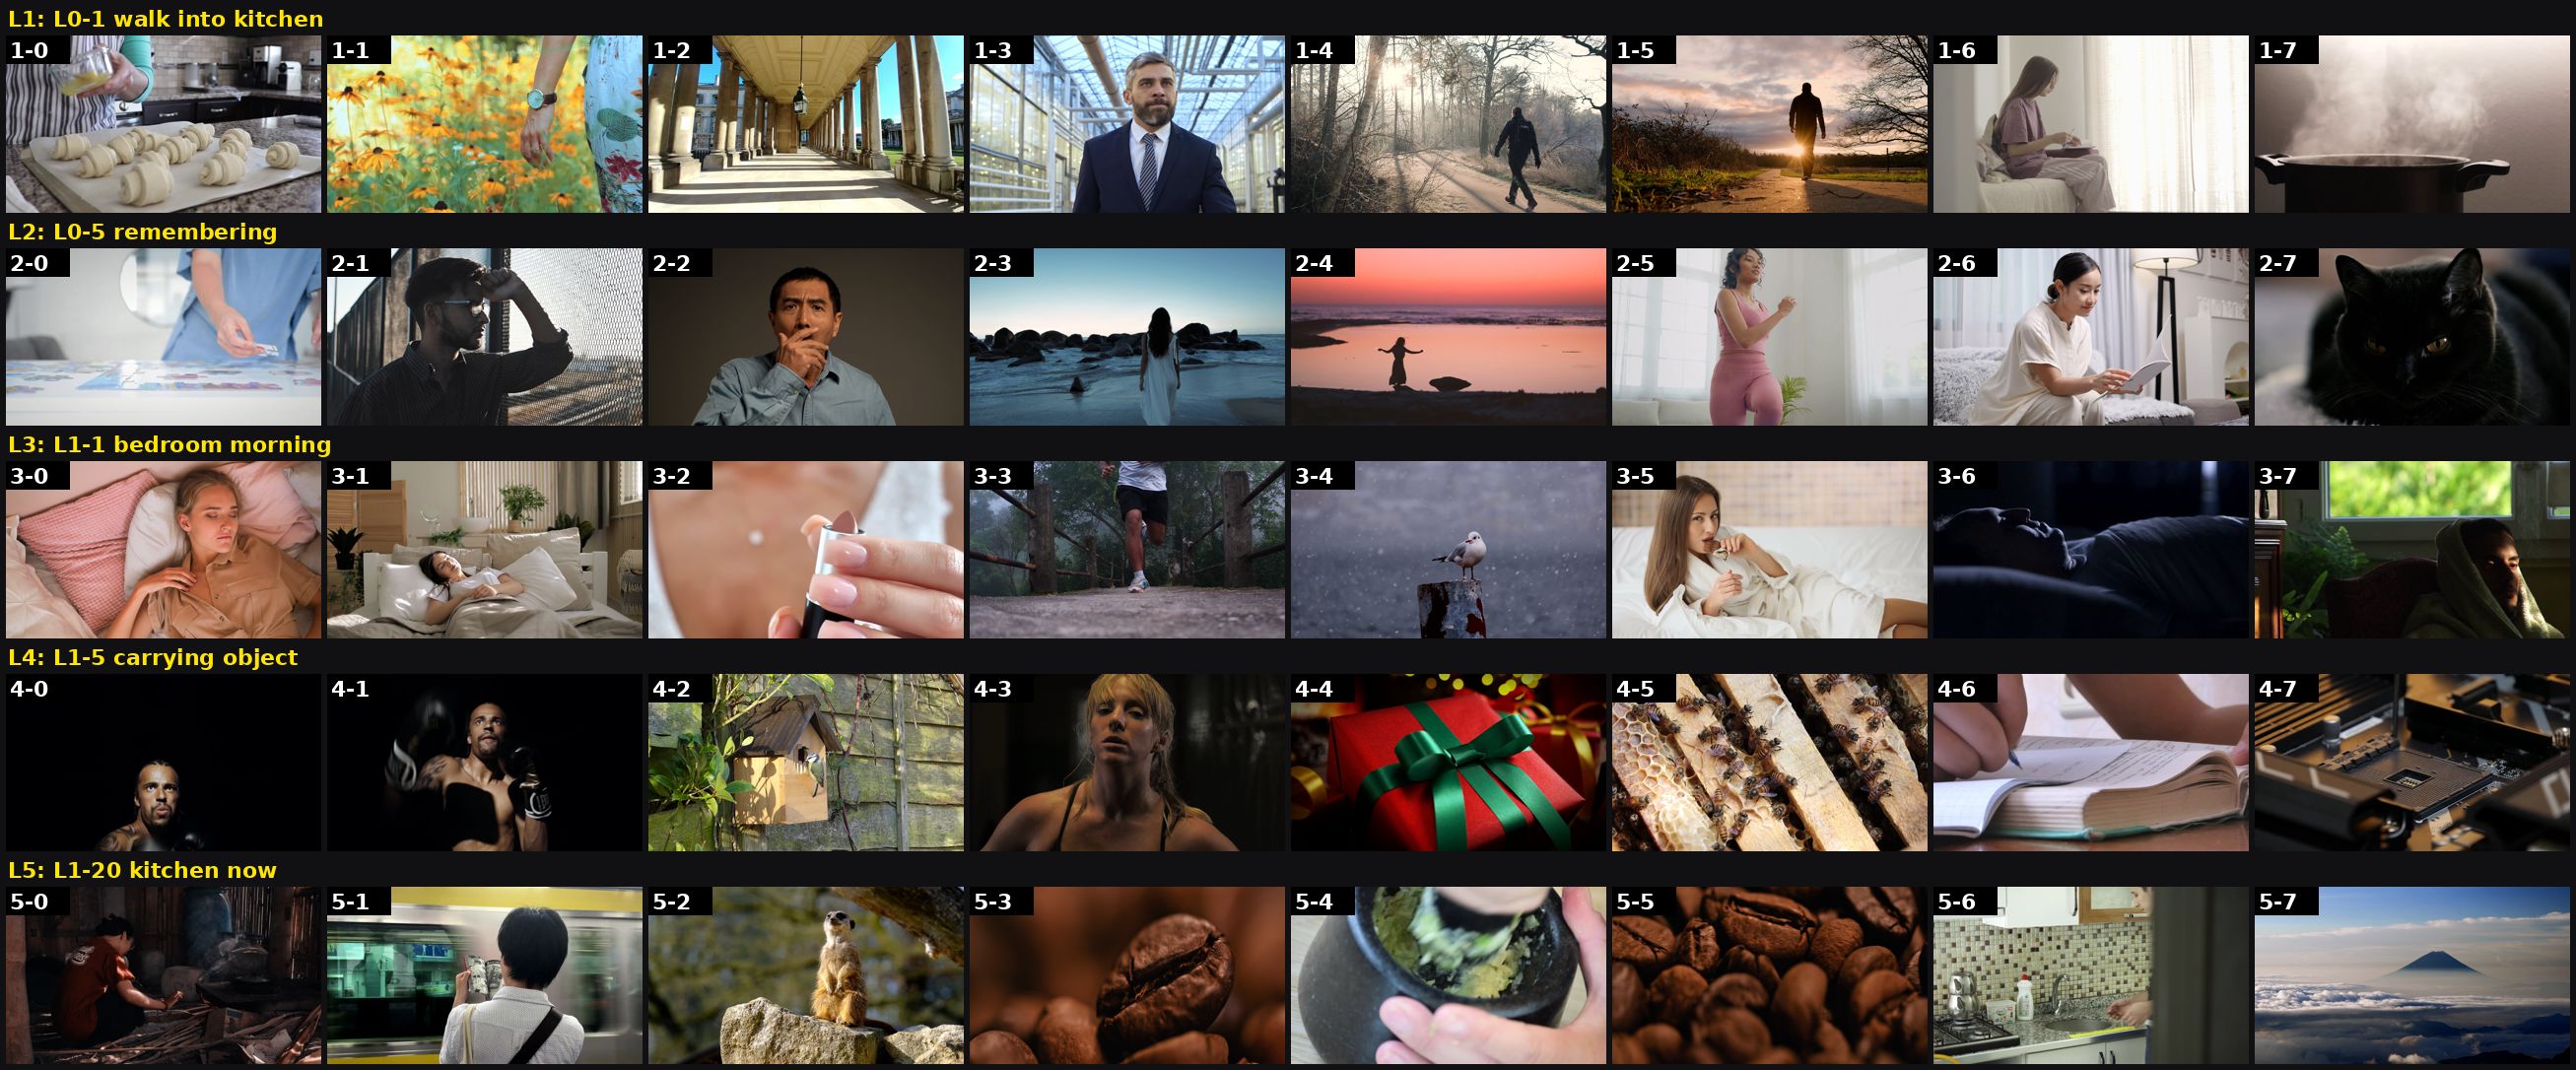 L1: L0-1 walk into kitchen
1-0 1-1 1-2 1-3 1-4 1-5 1-6 1-7
L2: L0-5 remembering
2-0 2-1 2-2 2-3 2-4 2-5 2-6 2-7
L3: L1-1 bedroom morning
3-0 3-1 3-2 3-3 3-4 3-5 3-6 3-7
L4: L1-5 carrying object
4-0 4-1 4-2 4-3 4-4 4-5 4-6 4-7
L5: L1-20 kitchen now
5-0 5-1 5-2 5-3 5-4 5-5 5-6 5-7